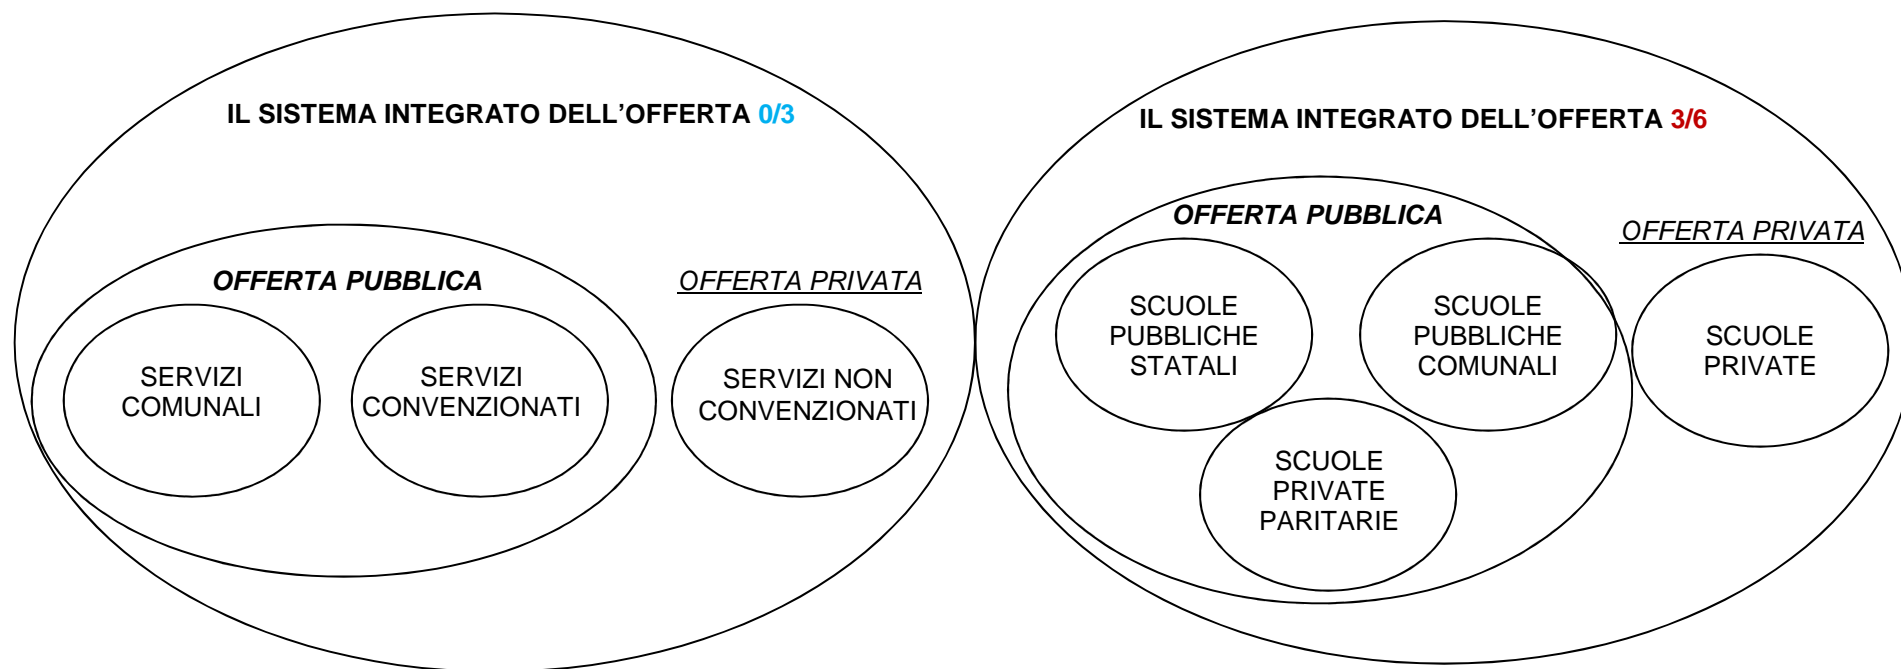 IL SISTEMA INTEGRATO DELL’OFFERTA 0/3
OFFERTA PUBBLICA
OFFERTA PRIVATA
SERVIZI
COMUNALI
SERVIZI
CONVENZIONATI
SERVIZI NON
CONVENZIONATI
IL SISTEMA INTEGRATO DELL’OFFERTA 3/6
OFFERTA PUBBLICA
OFFERTA PRIVATA
SCUOLE
PUBBLICHE
STATALI
SCUOLE
PUBBLICHE
COMUNALI
SCUOLE
PRIVATE
SCUOLE
PRIVATE
PARITARIE